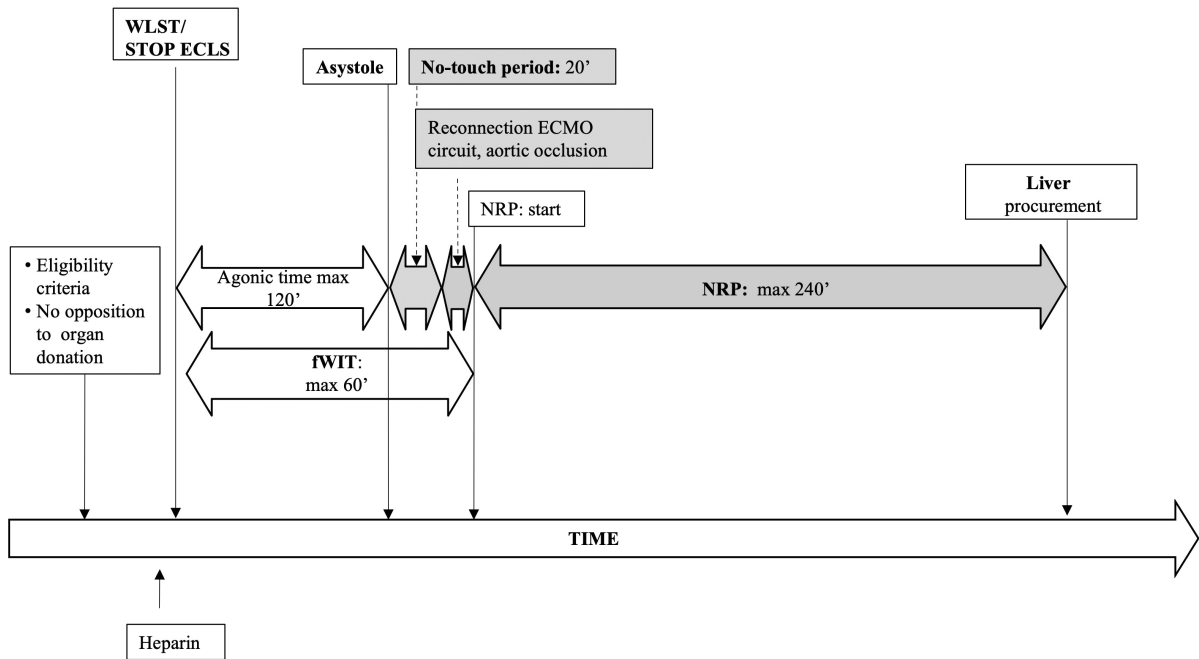 WLST/
STOP ECLS
Asystole
No-touch period: 20’
Reconnection ECMO
circuit, aortic occlusion
NRP: start
Liver
procurement
• Eligibility
criteria
• No opposition
to organ
donation
Agonic time max
120’
NRP: max 240’
fWIT:
max 60’
TIME
Heparin